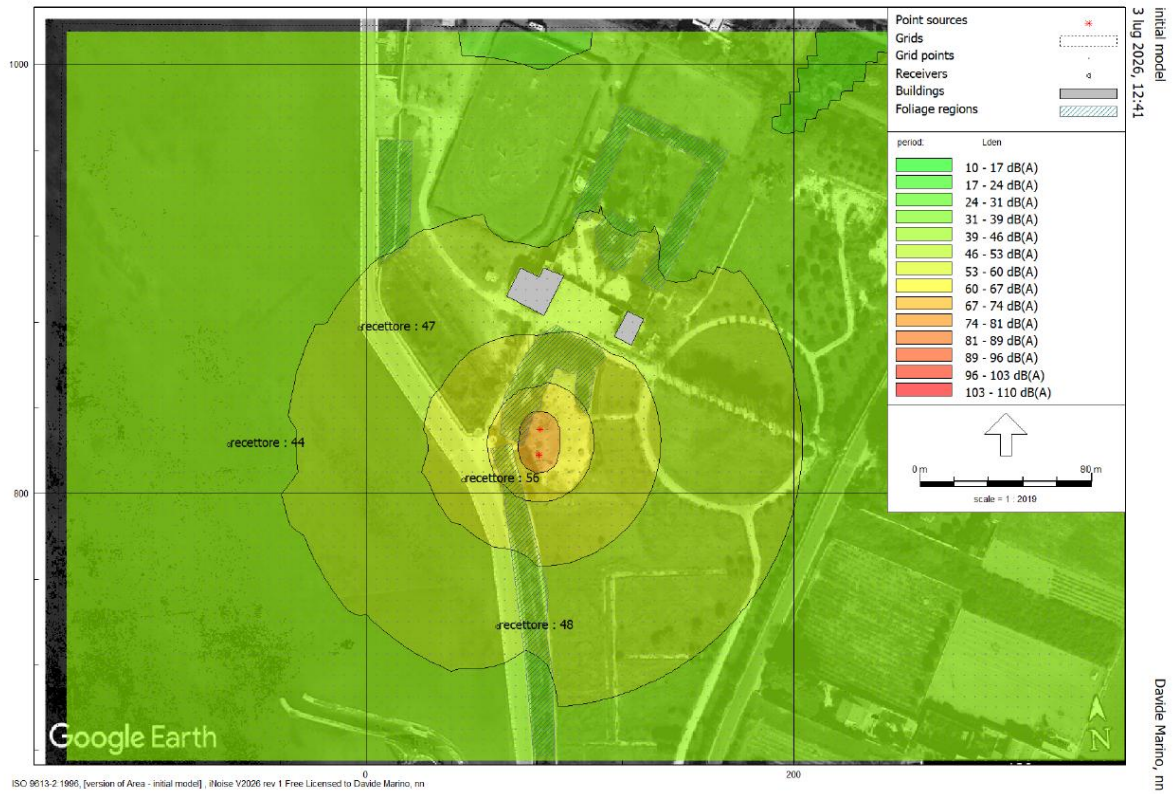 Point sources
Grids
Grid points
Receivers
Buildings
Foliage regions
period: Lden
10 - 17 dB(A)
17 - 24 dB(A)
24 - 31 dB(A)
31 - 39 dB(A)
39 - 46 dB(A)
46 - 53 dB(A)
53 - 60 dB(A)
60 - 67 dB(A)
67 - 74 dB(A)
74 - 81 dB(A)
81 - 89 dB(A)
89 - 96 dB(A)
96 - 103 dB(A)
103 - 110 dB(A)
0 m 80 m
scale = 1 : 2019
initial model
3 lug 2026, 12:41
1000
recettore : 47
recettore : 44
recettore : 56
800
recettore : 48
Google Earth
N
0
200
Davide Marino, nn
ISO 9613-2:1996, [version of Area - initial model] , iNoise V2026 rev 1 Free Licensed to Davide Marino, nn